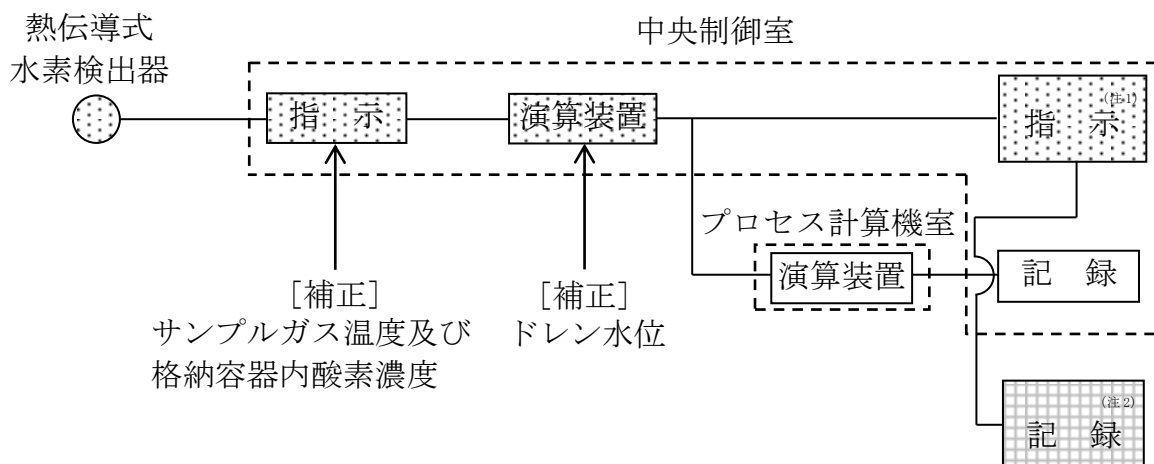 熱伝導式
水素検出器
中央制御室
指 示
演算装置
(注1)
指 示
プロセス計算機室
演算装置
記 録
[補正]
サンプルガス温度及び
格納容器内酸素濃度
[補正]
ドレン水位
(注2)
記 録